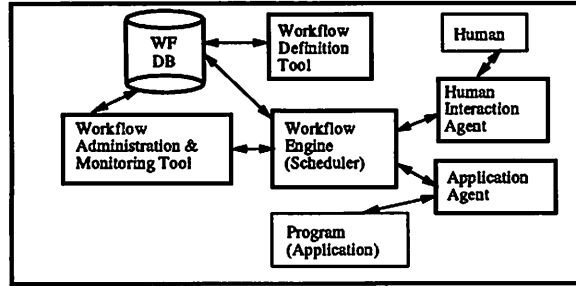 WF
DB
Workflow
Definition
Tool
Human
Human
Interaction
Agent
Workflow
Administration &
Monitoring Tool
Workflow
Engine
(Scheduler)
Application
Agent
Program
(Application)